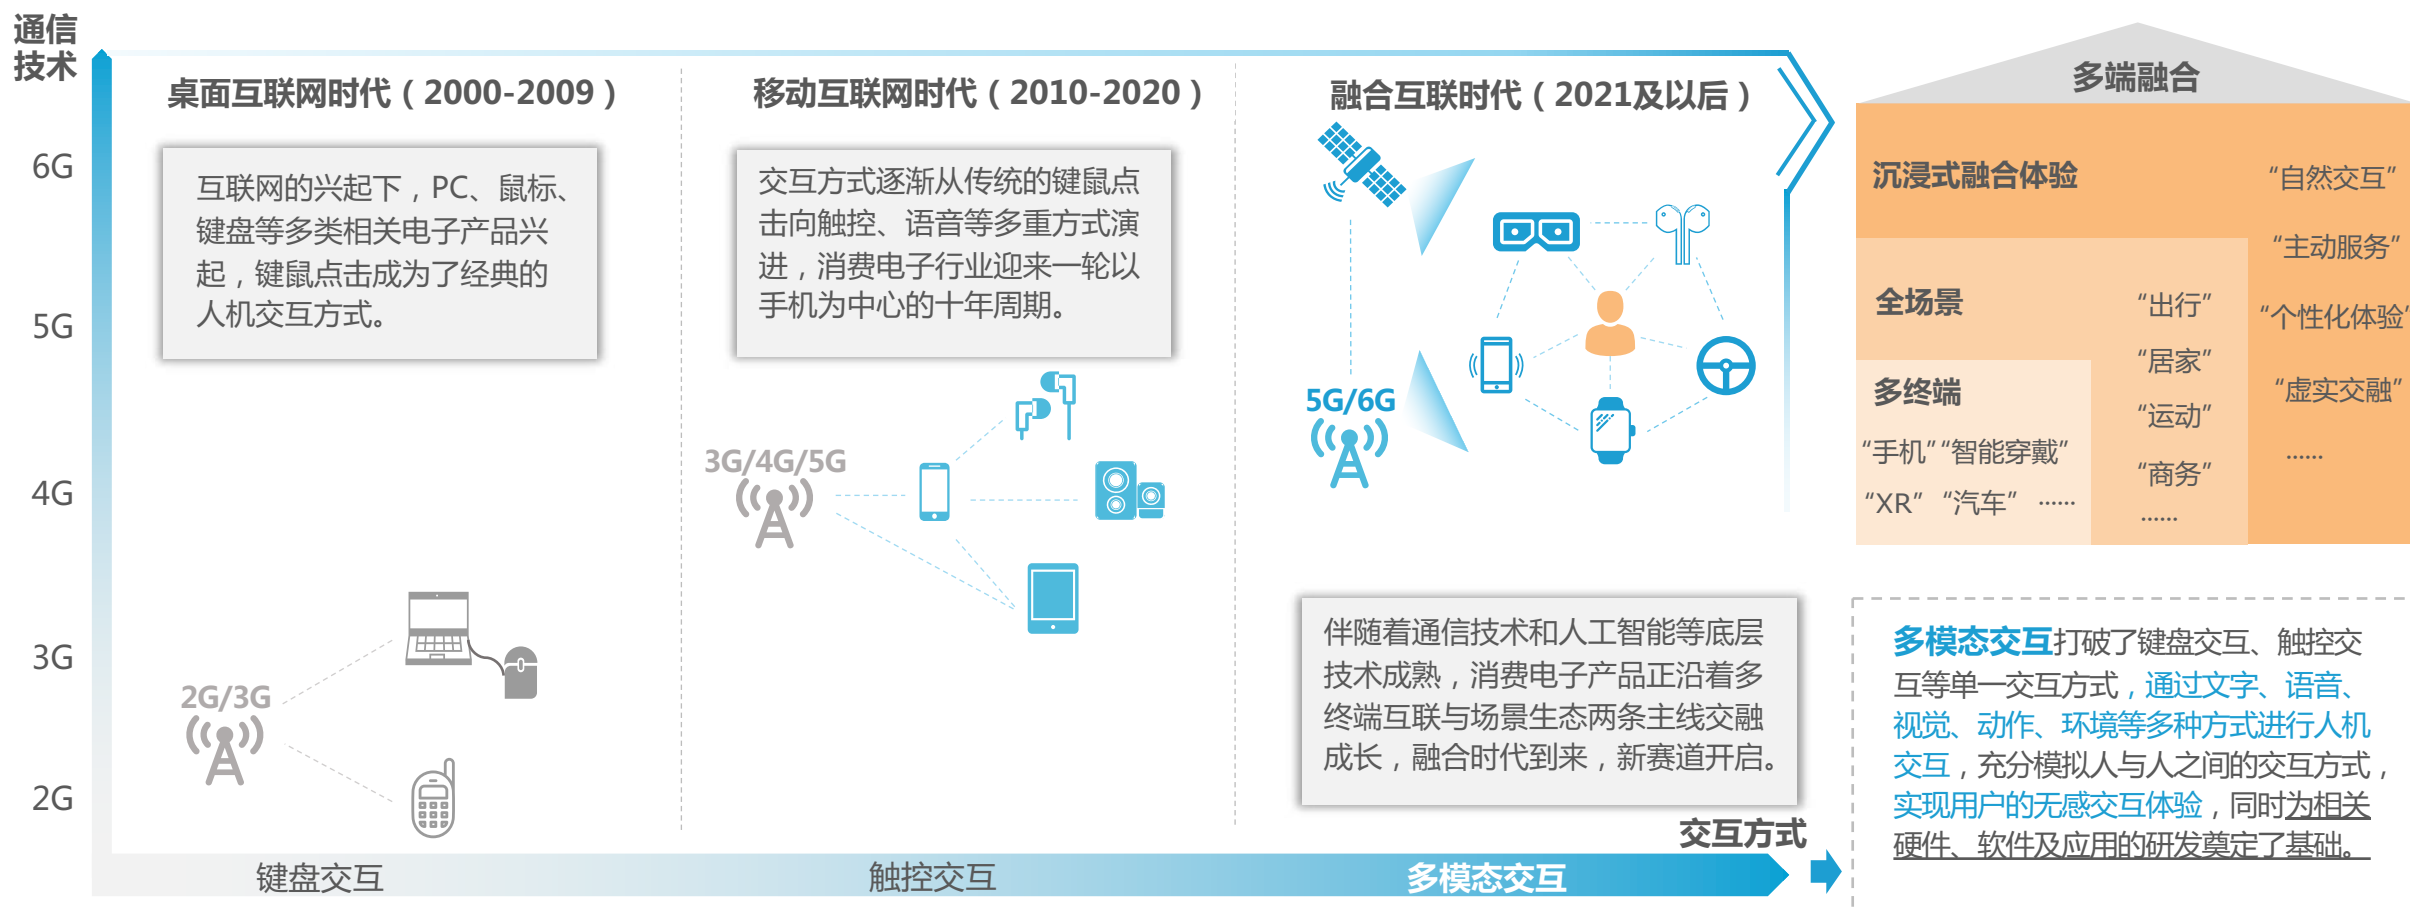 通信
技术
6G
5G
4G
3G
2G
桌面互联网时代（2000-2009）
互联网的兴起下，PC、鼠标、
键盘等多类相关电子产品兴
起，键鼠点击成为了经典的
人机交互方式。
2G/3G
移动互联网时代（2010-2020）
交互方式逐渐从传统的键鼠点
击向触控、语音等多重方式演
进，消费电子行业迎来一轮以
手机为中心的十年周期。
3G/4G/5G
融合互联时代（2021及以后）
5G/6G
伴随着通信技术和人工智能等底层
技术成熟，消费电子产品正沿着多
终端互联与场景生态两条主线交融
成长，融合时代到来，新赛道开启。
交互方式
键盘交互
触控交互
多模态交互
多端融合
沉浸式融合体验
“自然交互”
“主动服务”
“个性化体验”
“虚实交融”
……
全场景
“出行”
“居家”
“运动”
“商务”
……
多终端
“手机”“智能穿戴”
“XR” “汽车” ……
多模态交互打破了键盘交互、触控交
互等单一交互方式，通过文字、语音、
视觉、动作、环境等多种方式进行人机
交互，充分模拟人与人之间的交互方式，
实现用户的无感交互体验，同时为相关
硬件、软件及应用的研发奠定了基础。